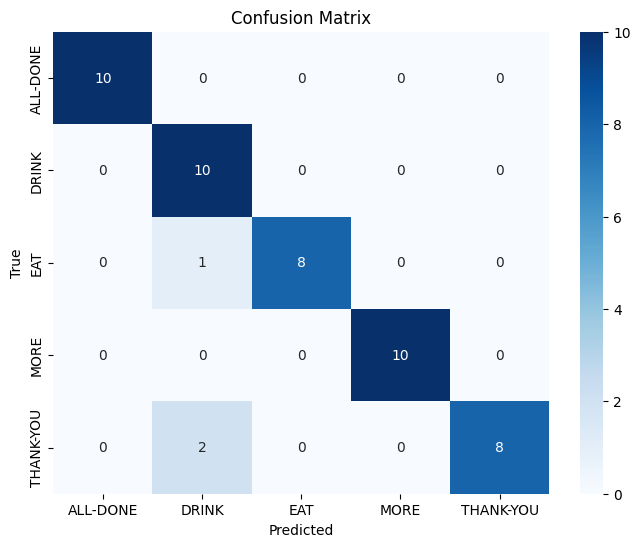 Confusion Matrix
True
ALL-DONE
10 0 0 0 0
DRINK
0 10 0 0 0
EAT
0 1 8 0 0
MORE
0 0 0 10 0
THANK-YOU
0 2 0 0 8
ALL-DONE DRINK EAT MORE THANK-YOU
Predicted
10
8
6
4
2
0